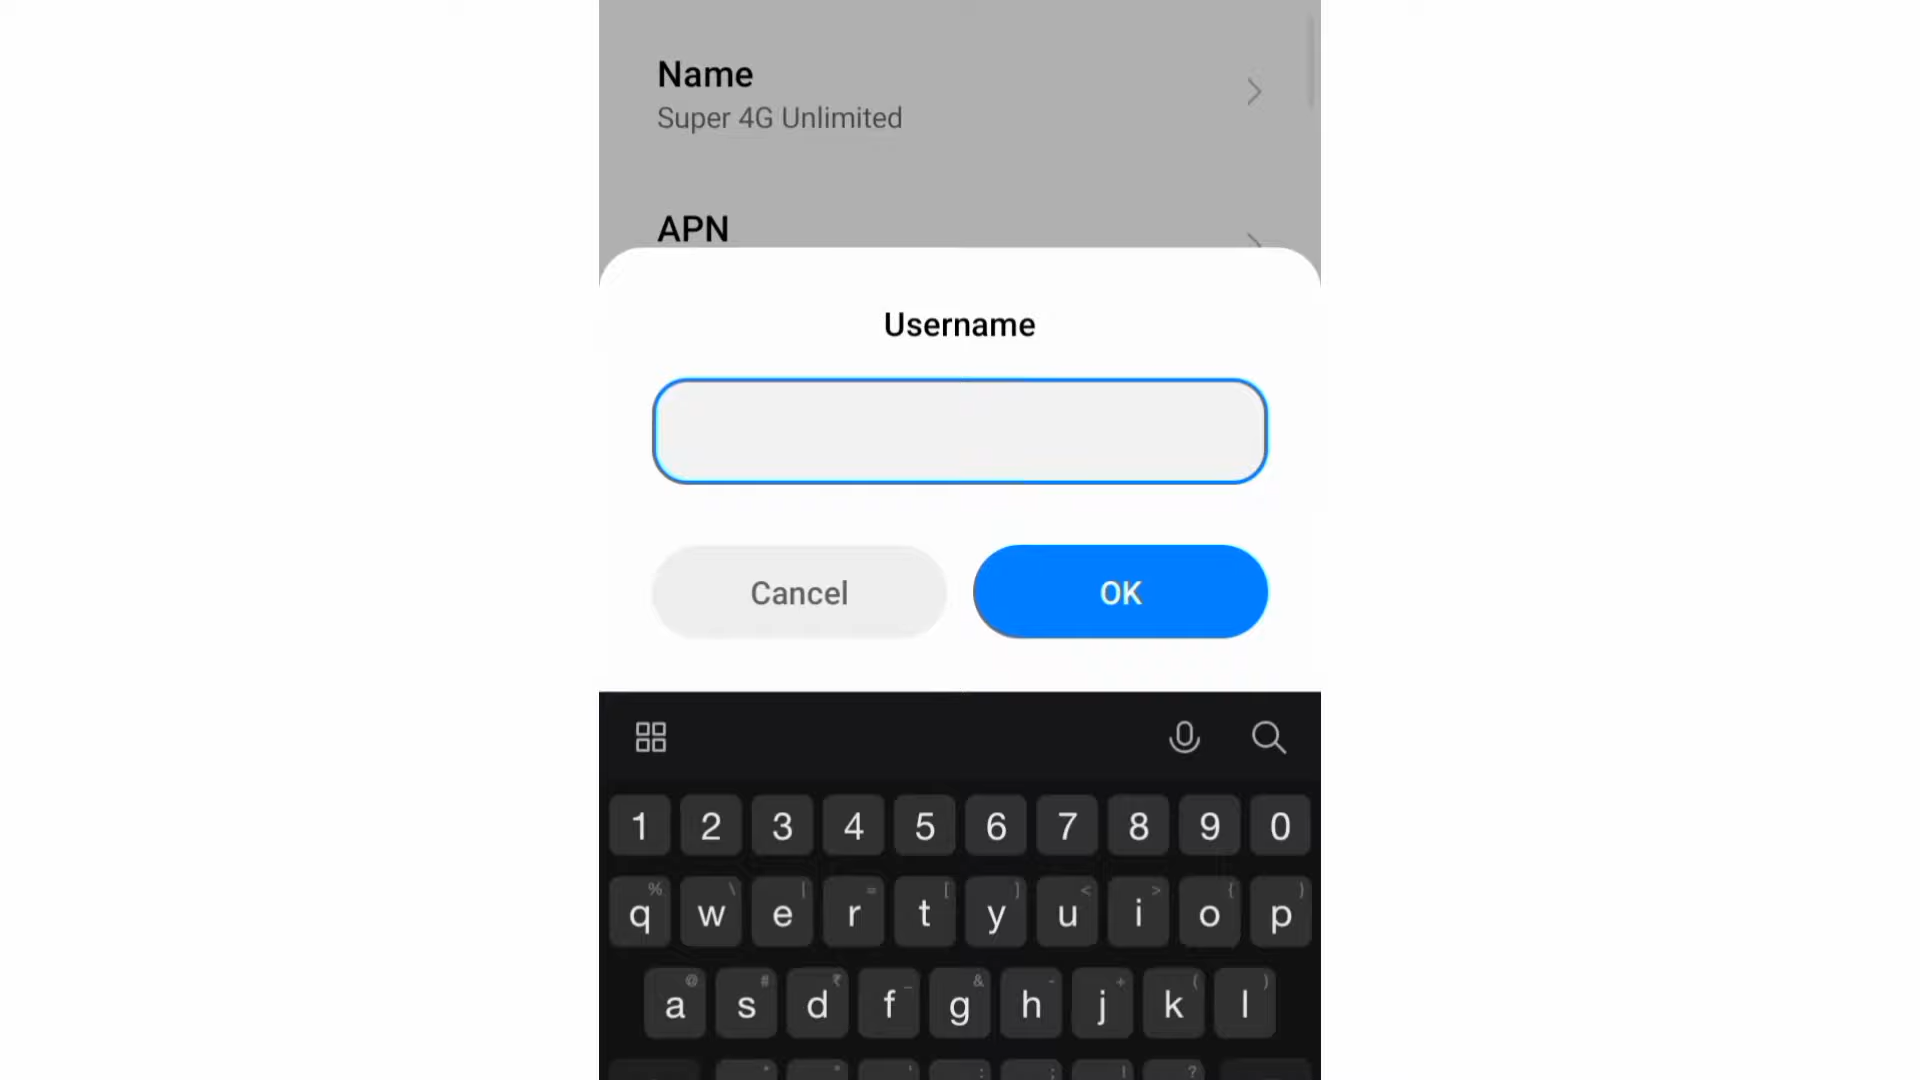 Name
Super 4G Unlimited
APN
Username
Cancel OK
1 2 3 4 5 6 7 8 9 0
% \ | = [ ] < > { }
q w e r t y u i o p
@ # ₹ _ & - + ( )
a s d f g h j k l